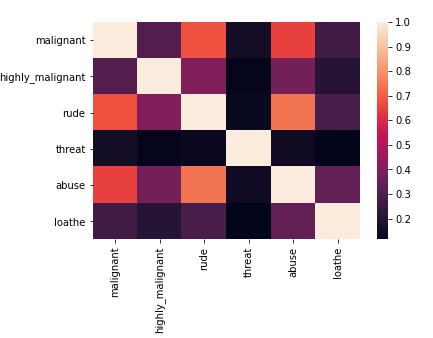 malignant
highly_malignant
rude
threat
abuse
loathe
malignant
highly_malignant
rude
threat
abuse
loathe
1.0
0.9
0.8
0.7
0.6
0.5
0.4
0.3
0.2